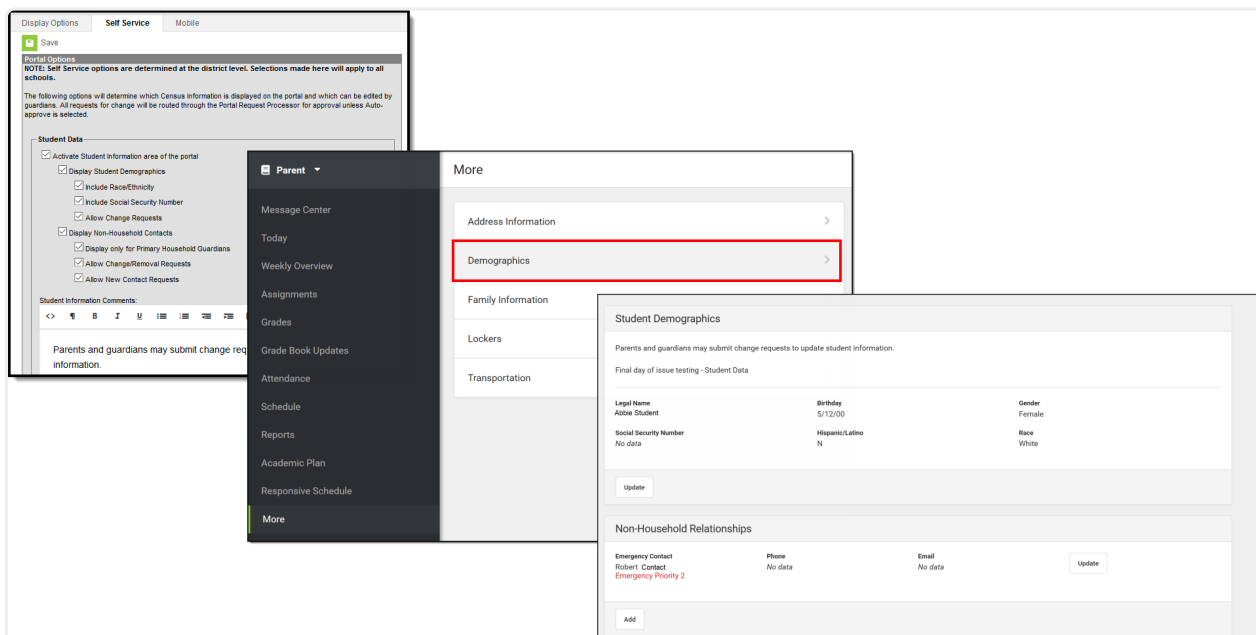 Display Options Self Service Mobile
Save
Portal Options
NOTE: Self Service options are determined at the district level. Selections made here will apply to all
schools.
The following options will determine which Census information is displayed on the portal and which can be edited by
guardians. All requests for change will be routed through the Portal Request Processor for approval unless Auto-
approve is selected.
Student Data
Activate Student Information area of the portal
Display Student Demographics
Include Race/Ethnicity
Include Social Security Number
Allow Change Requests
Display Non-Household Contacts
Display only for Primary Household Guardians
Allow Change/Removal Requests
Allow New Contact Requests
Student Information Comments:
B I U
Parents and guardians may submit change req
information.
Parent
Message Center
Today
Weekly Overview
Assignments
Grades
Grade Book Updates
Attendance
Schedule
Reports
Academic Plan
Responsive Schedule
More
More
Address Information
Demographics
Family Information
Lockers
Transportation
Student Demographics
Parents and guardians may submit change requests to update student information.
Final day of issue testing - Student Data
Legal Name Birthday Gender
Abbie Student 5/12/00 Female
Social Security Number Hispanic/Latino Race
No data N White
Update
Non-Household Relationships
Emergency Contact Phone Email
Robert Contact No data No data Update
Emergency Priority 2
Add